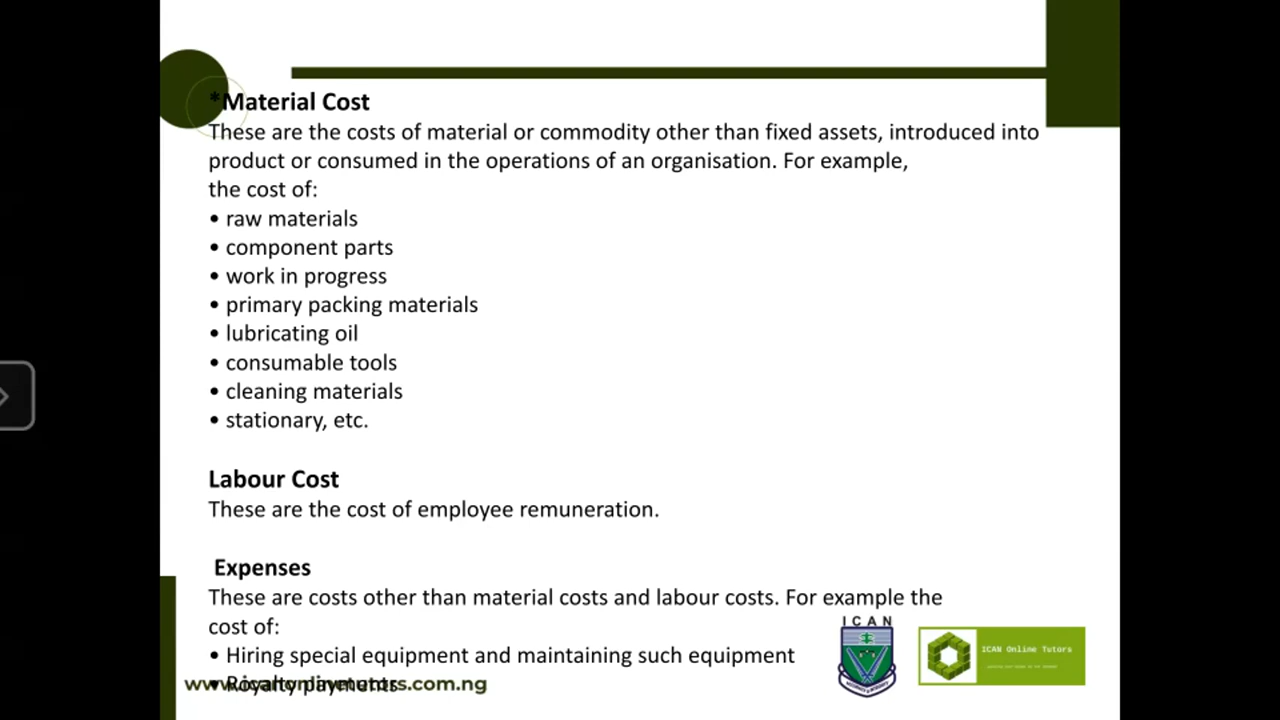 *Material Cost
These are the costs of material or commodity other than fixed assets, introduced into
product or consumed in the operations of an organisation. For example,
the cost of:
• raw materials
• component parts
• work in progress
• primary packing materials
• lubricating oil
• consumable tools
• cleaning materials
• stationary, etc.
Labour Cost
These are the cost of employee remuneration.
Expenses
These are costs other than material costs and labour costs. For example the
cost of:
• Hiring special equipment and maintaining such equipment
• Royalty payments
ICAN
ICAN Online Tutors